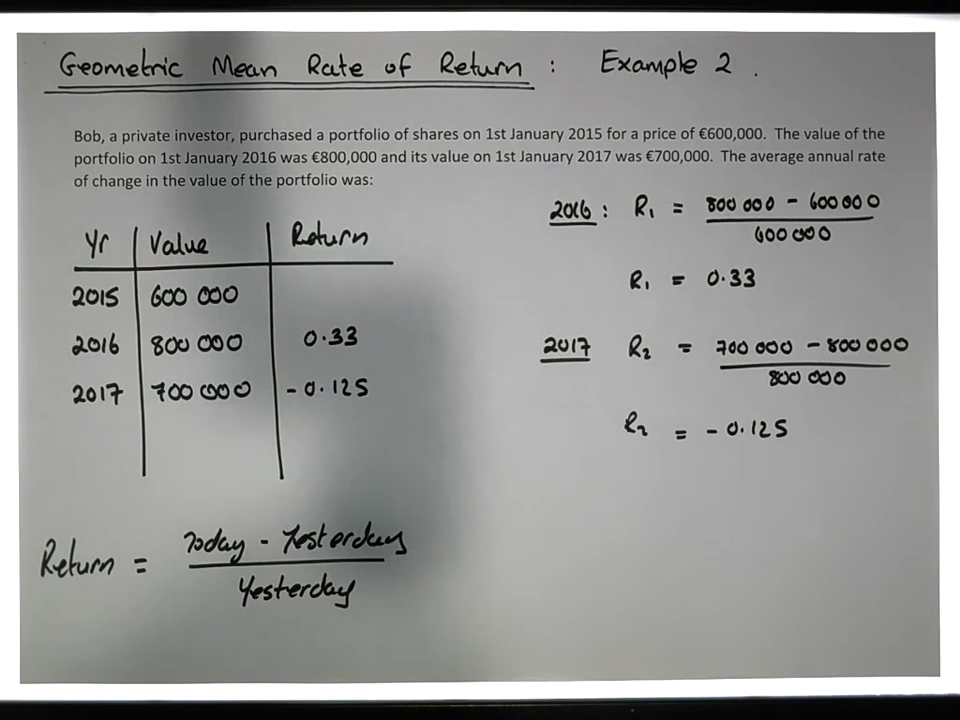 Geometric Mean Rate of Return : Example 2.
Bob, a private investor, purchased a portfolio of shares on 1st January 2015 for a price of €600,000. The value of the
portfolio on 1st January 2016 was €800,000 and its value on 1st January 2017 was €700,000. The average annual rate
of change in the value of the portfolio was:
Yr Value Return
2015 600 000
2016 800 000 0.33
2017 700 000 - 0.125
Return = Today - Yesterday
Yesterday
2016 : R₁ = 800 000 - 600 000
600 000
R₁ = 0.33
2017 R₂ = 700 000 - 800 000
800 000
R₂ = - 0.125